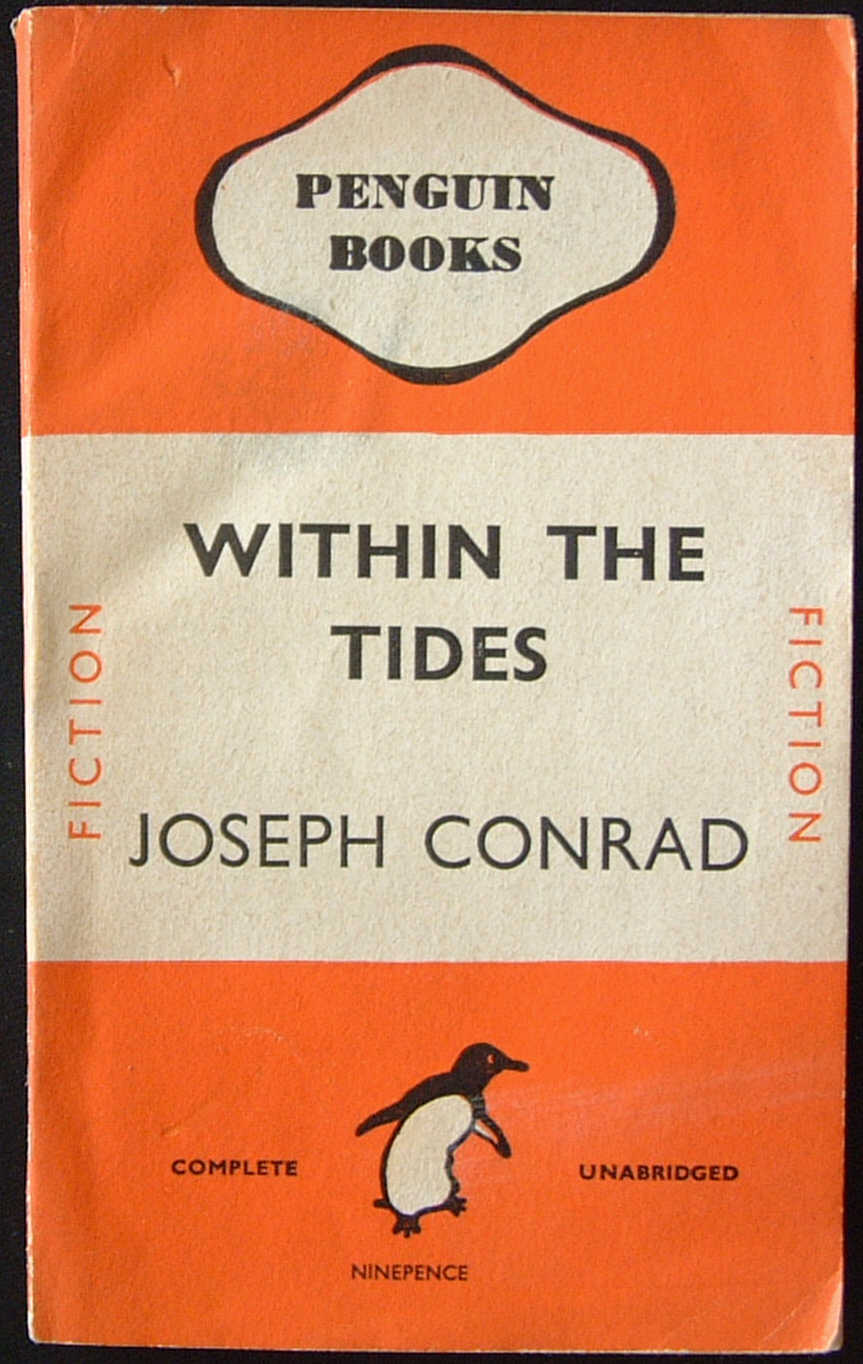 PENGUIN
BOOKS
WITHIN THE
TIDES
FICTION
FICTION
JOSEPH CONRAD
COMPLETE
UNABRIDGED
NINEPENCE